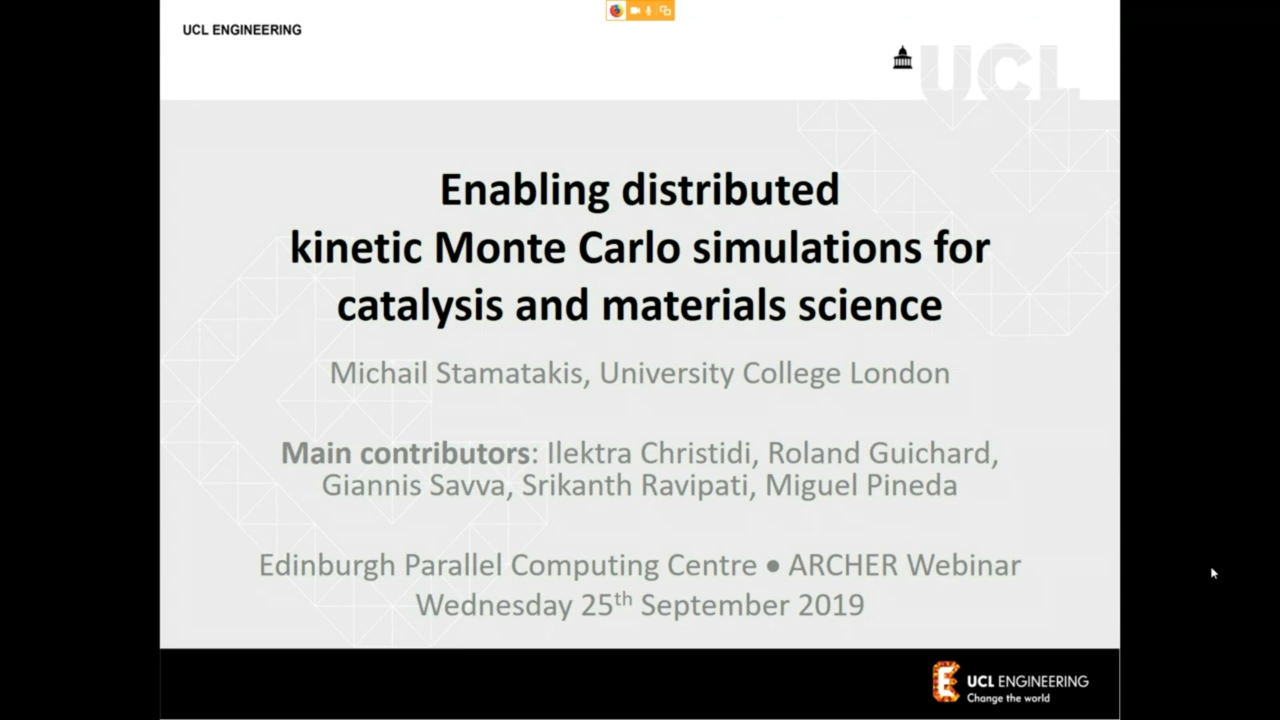 UCL ENGINEERING
UCL
Enabling distributed
kinetic Monte Carlo simulations for
catalysis and materials science
Michail Stamatakis, University College London
Main contributors: Ilektra Christidi, Roland Guichard,
Giannis Savva, Srikanth Ravipati, Miguel Pineda
Edinburgh Parallel Computing Centre • ARCHER Webinar
Wednesday 25th September 2019
UCL ENGINEERING
Change the world